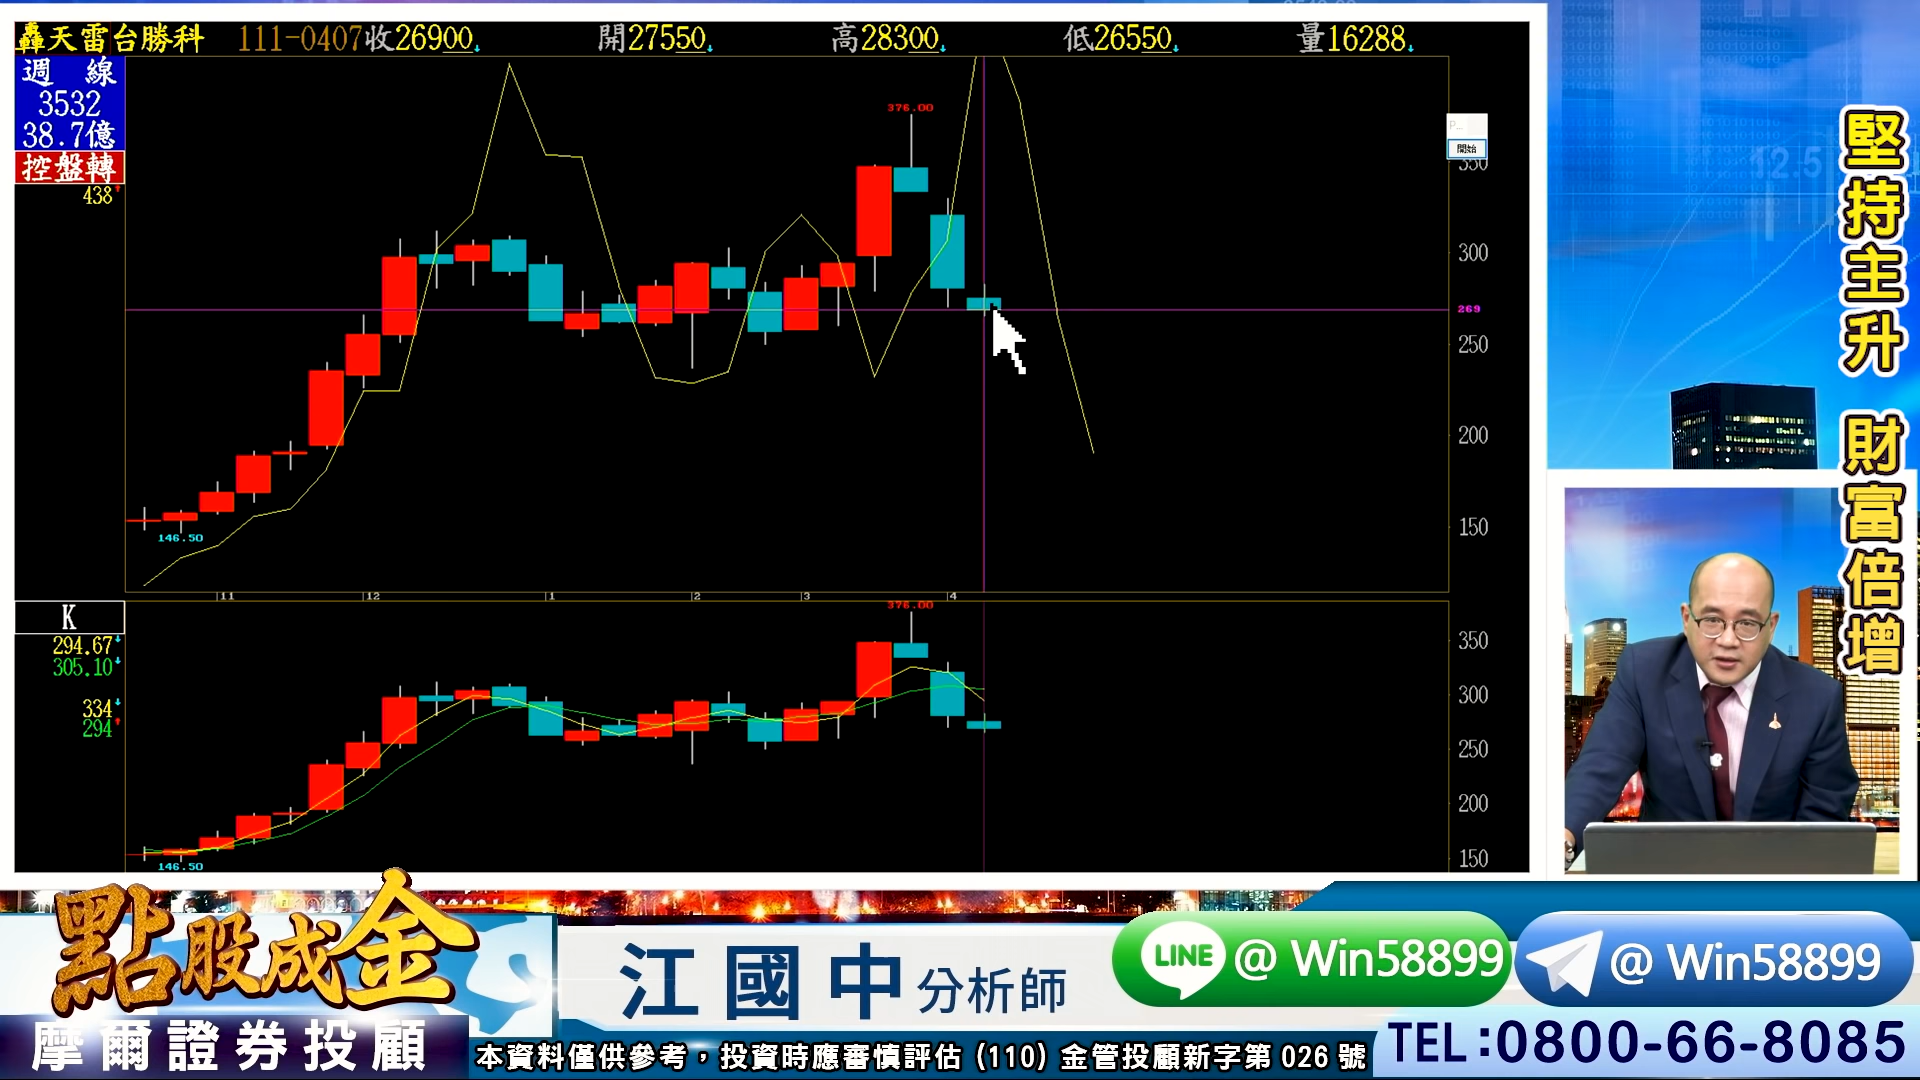 轟天雷台勝科 111-0407收26900 開27550 高28300 低26550 量16288
週 線
3532
38.7億
控盤轉
438
376.00
開始
350
300
269
250
200
150
146.50
11 12 1 2 3 4
K
294.67
305.10
334
294
376.00
350
300
250
200
150
146.50
堅持主升 財富倍增
點股成金
摩爾證券投顧
江國中 分析師
LINE @ Win58899
@ Win58899
TEL:0800-66-8085
本資料僅供參考，投資時應審慎評估 (110) 金管投顧新字第 026 號